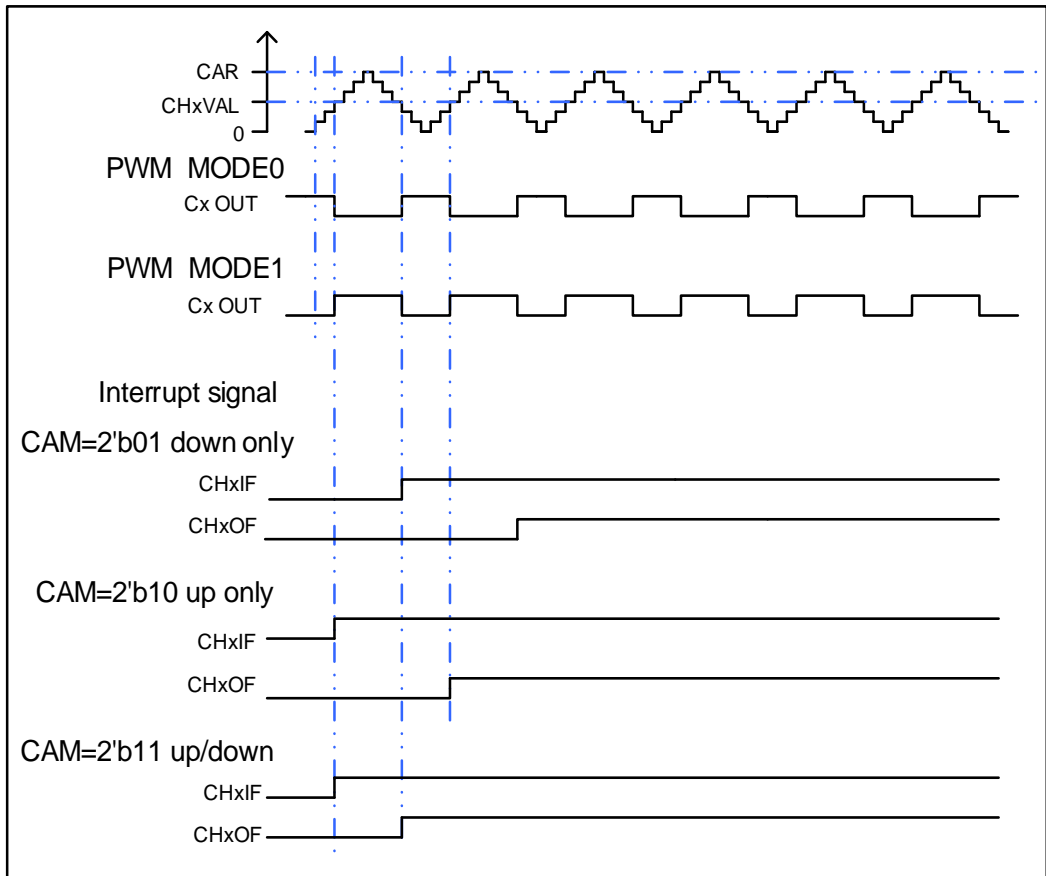 CAR
CHxVAL
0
PWM MODE0
Cx OUT
PWM MODE1
Cx OUT
Interrupt signal
CAM=2'b01 down only
CHxIF
CHxOF
CAM=2'b10 up only
CHxIF
CHxOF
CAM=2'b11 up/down
CHxIF
CHxOF